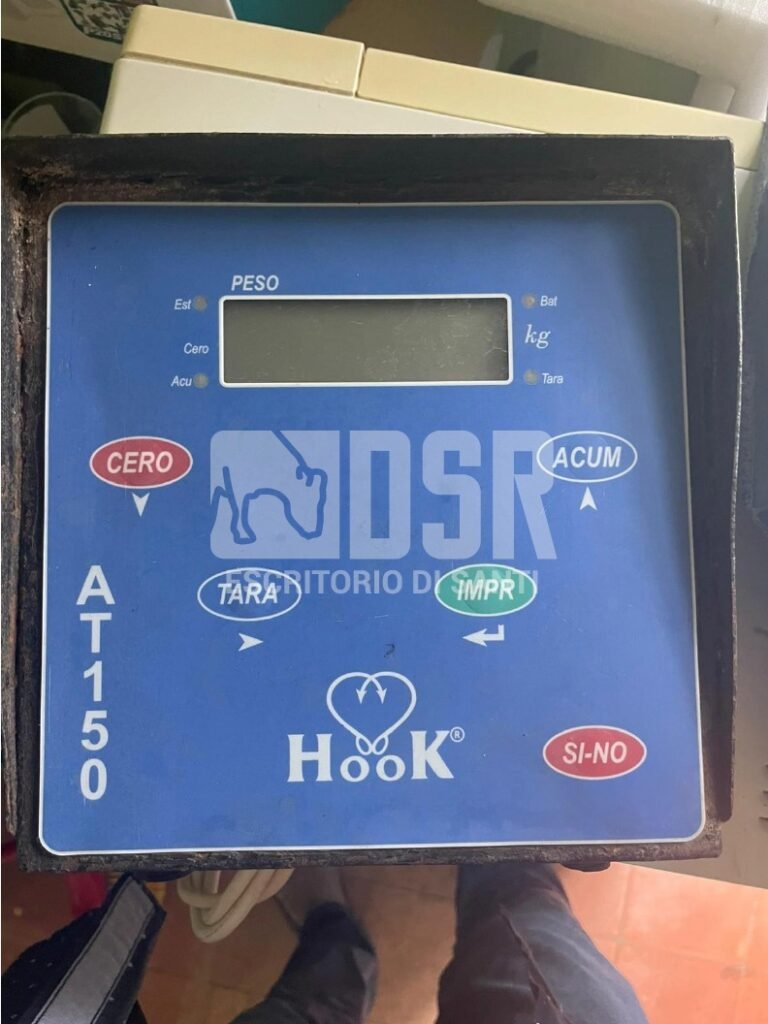 PESO
Est
Bat
Cero
kg
Acu
Tara
CERO
ACUM
DSR
ESCRITORIO DI SANTI
TARA
IMPR
AT150
HooK®
SI-NO